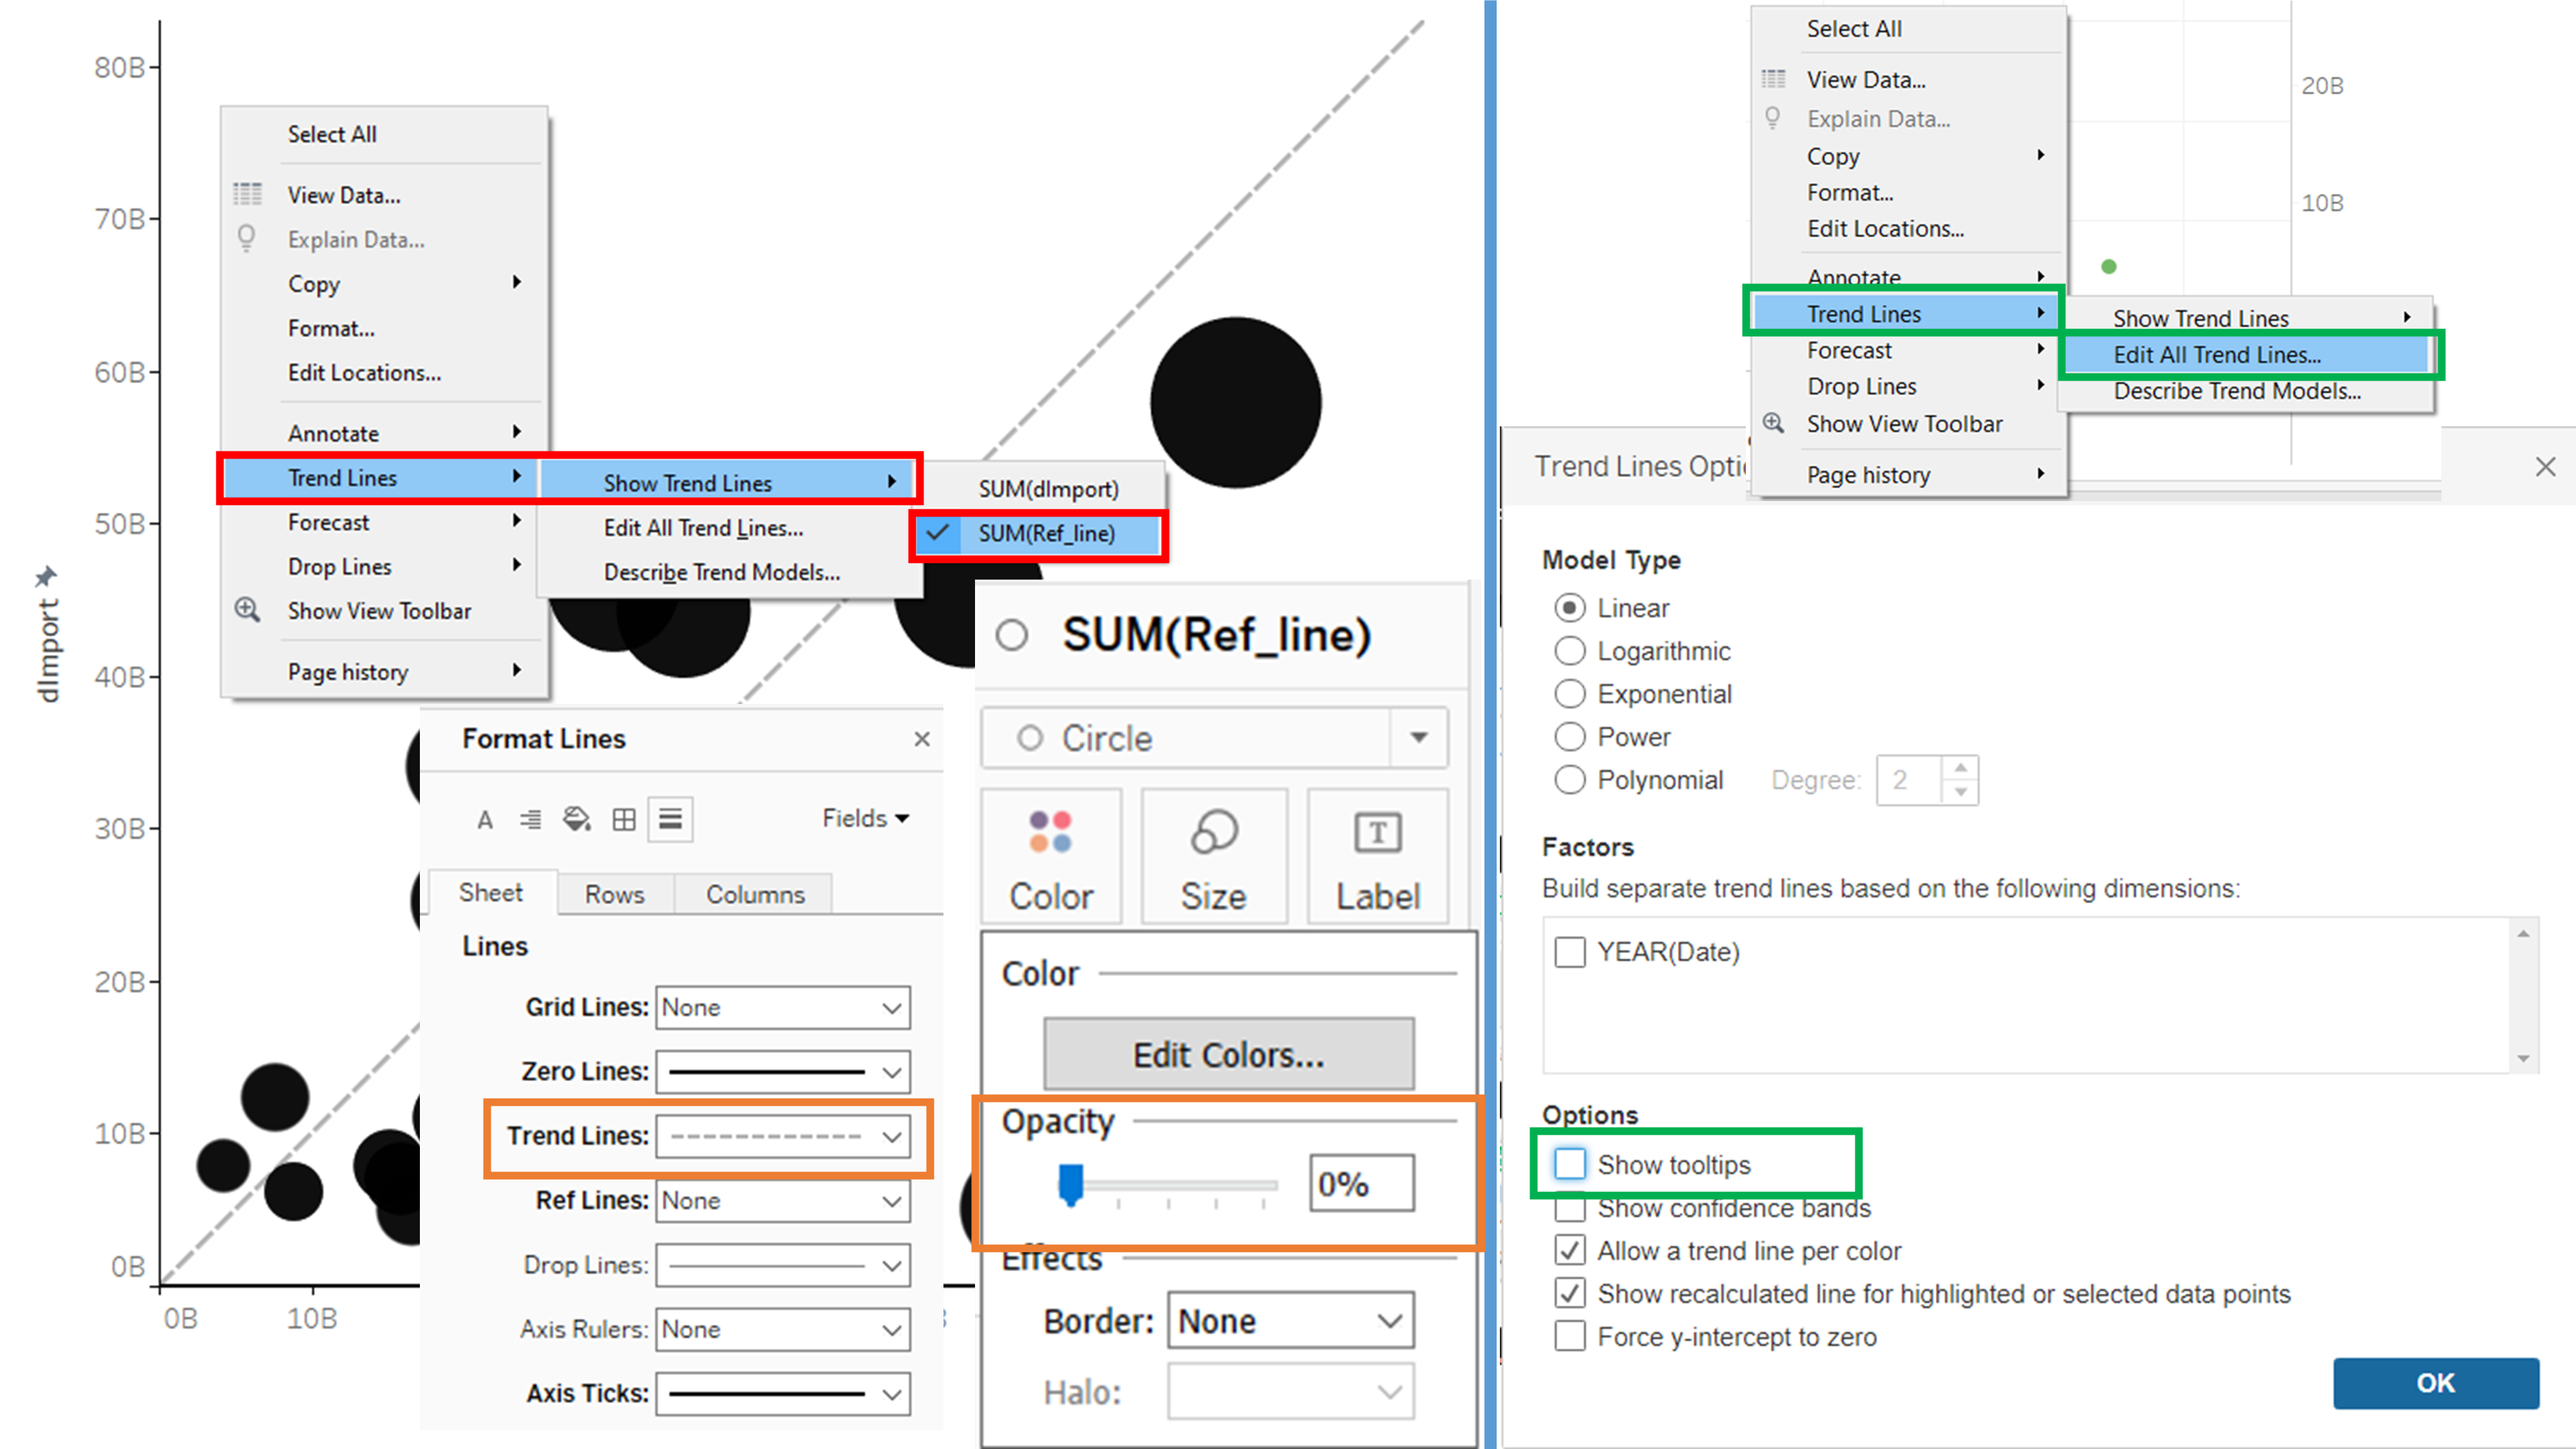 80B
70B
60B
50B
40B
30B
20B
10B
0B
0B
10B
dImport
Select All
View Data...
Explain Data...
Copy
Format...
Edit Locations...
Annotate
Trend Lines
Forecast
Drop Lines
Show View Toolbar
Page history
Show Trend Lines
Edit All Trend Lines...
Describe Trend Models...
SUM(dImport)
SUM(Ref_line)
Format Lines
A
Fields
Sheet
Rows
Columns
Lines
Grid Lines: None
Zero Lines:
Trend Lines:
Ref Lines: None
Drop Lines:
Axis Rulers: None
Axis Ticks:
SUM(Ref_line)
Circle
Color
Size
T
Label
Color
Edit Colors...
Opacity
0%
Effects
Border: None
Halo:
Select All
View Data...
Explain Data...
Copy
Format...
Edit Locations...
Annotate
Trend Lines
Forecast
Drop Lines
Show View Toolbar
Page history
Show Trend Lines
Edit All Trend Lines...
Describe Trend Models...
20B
10B
Trend Lines Opti
Model Type
Linear
Logarithmic
Exponential
Power
Polynomial Degree: 2
Factors
Build separate trend lines based on the following dimensions:
YEAR(Date)
Options
Show tooltips
Show confidence bands
Allow a trend line per color
Show recalculated line for highlighted or selected data points
Force y-intercept to zero
OK